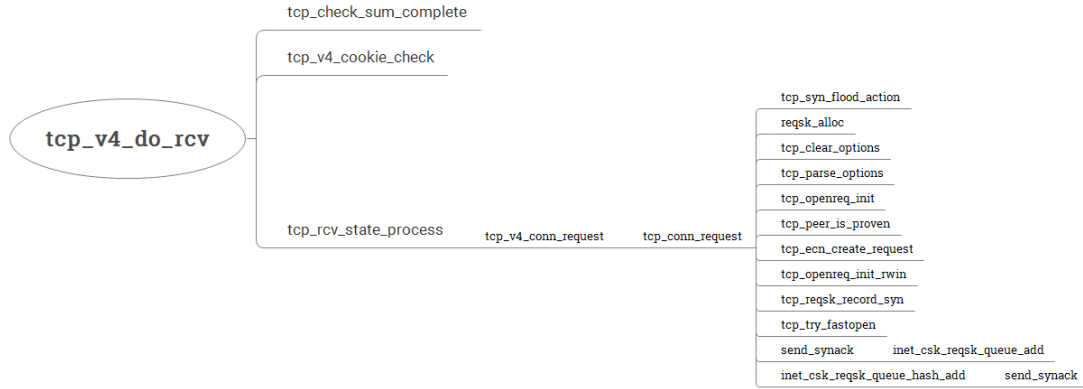 tcp_check_sum_complete
tcp_v4_cookie_check
tcp_v4_do_rcv
tcp_rcv_state_process
tcp_v4_conn_request
tcp_conn_request
tcp_syn_flood_action
reqsk_alloc
tcp_clear_options
tcp_parse_options
tcp_openreq_init
tcp_peer_is_proven
tcp_ecn_create_request
tcp_openreq_init_rwin
tcp_reqsk_record_syn
tcp_try_fastopen
send_synack inet_csk_reqsk_queue_add
inet_csk_reqsk_queue_hash_add send_synack